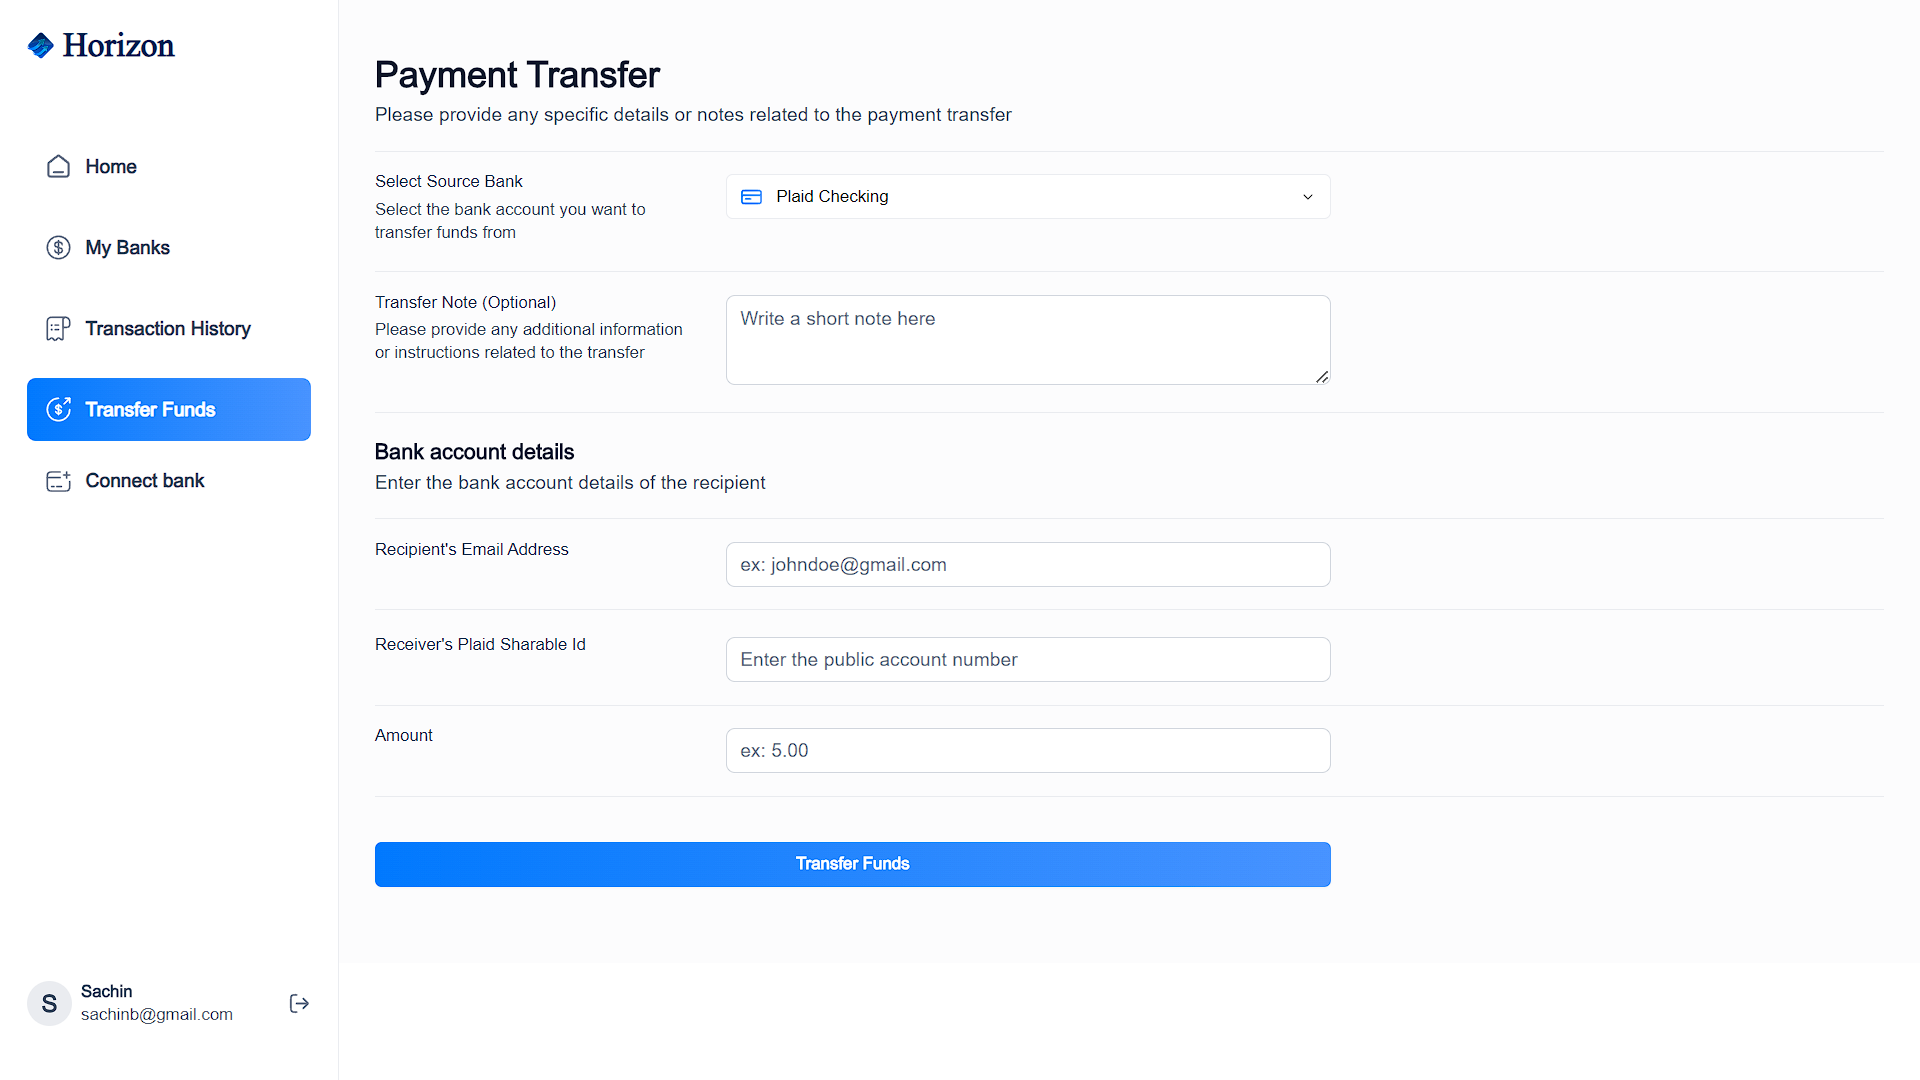 Horizon
Home
My Banks
Transaction History
Transfer Funds
Connect bank
S
Sachin
sachinb@gmail.com
Payment Transfer
Please provide any specific details or notes related to the payment transfer
Select Source Bank
Select the bank account you want to
transfer funds from
Plaid Checking
Transfer Note (Optional)
Please provide any additional information
or instructions related to the transfer
Write a short note here
Bank account details
Enter the bank account details of the recipient
Recipient's Email Address
ex: johndoe@gmail.com
Receiver's Plaid Sharable Id
Enter the public account number
Amount
ex: 5.00
Transfer Funds